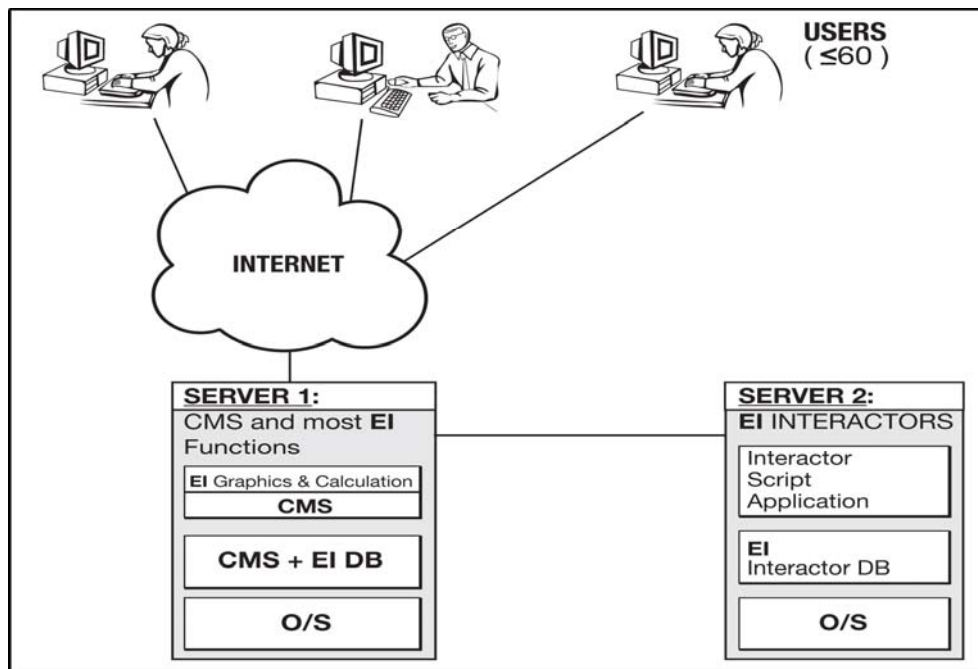 USERS
( ≤60 )
INTERNET
SERVER 1:
CMS and most EI
Functions
EI Graphics & Calculation
CMS
CMS + EI DB
O/S
SERVER 2:
EI INTERACTORS
Interactor
Script
Application
EI
Interactor DB
O/S